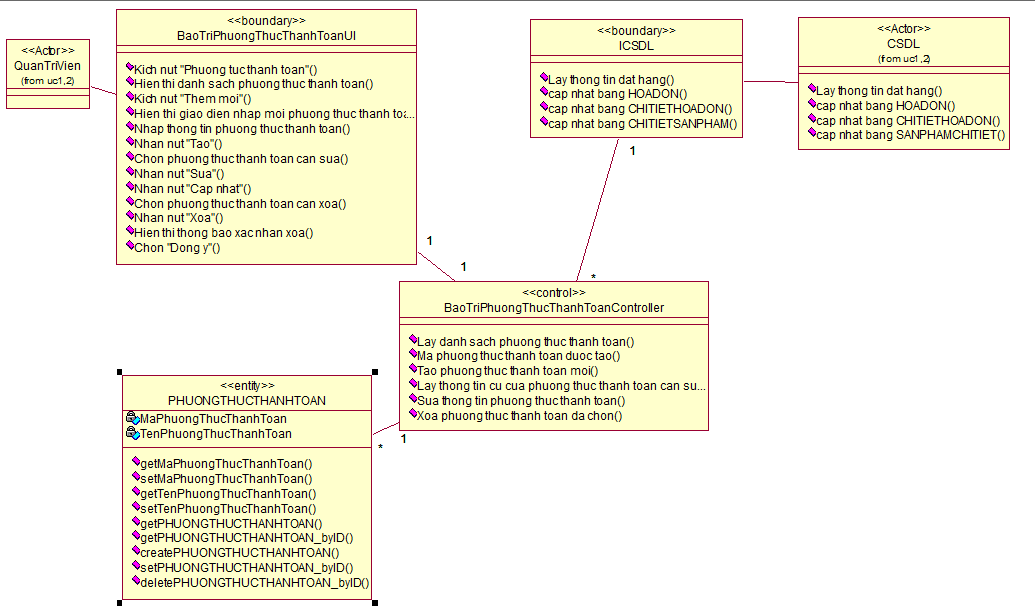 <<Actor>>
QuanTriVien
(from uc1,2)
<<boundary>>
BaoTriPhuongThucThanhToanUI
Kich nut "Phuong tuc thanh toan"()
Hien thi danh sach phuong thuc thanh toan()
Kich nut "Them moi"()
Hien thi giao dien nhap moi phuong thuc thanh toa...
Nhap thong tin phuong thuc thanh toan()
Nhan nut "Tao"()
Chon phuong thuc thanh toan can sua()
Nhan nut "Sua"()
Nhan nut "Cap nhat"()
Chon phuong thuc thanh toan can xoa()
Nhan nut "Xoa"()
Hien thi thong bao xac nhan xoa()
Chon "Dong y"()
<<boundary>>
ICSDL
Lay thong tin dat hang()
cap nhat bang HOADON()
cap nhat bang CHITIETHOADON()
cap nhat bang CHITIETSANPHAM()
<<Actor>>
CSDL
(from uc1,2)
Lay thong tin dat hang()
cap nhat bang HOADON()
cap nhat bang CHITIETHOADON()
cap nhat bang SANPHAMCHITIET()
1
1
1
*
<<control>>
BaoTriPhuongThucThanhToanController
Lay danh sach phuong thuc thanh toan()
Ma phuong thuc thanh toan duoc tao()
Tao phuong thuc thanh toan moi()
Lay thong tin cu cua phuong thuc thanh toan can su...
Sua thong tin phuong thuc thanh toan()
Xoa phuong thuc thanh toan da chon()
1
*
<<entity>>
PHUONGTHUCTHANHTOAN
MaPhuongThucThanhToan
TenPhuongThucThanhToan
getMaPhuongThucThanhToan()
setMaPhuongThucThanhToan()
getTenPhuongThucThanhToan()
setTenPhuongThucThanhToan()
getPHUONGTHUCTHANHTOAN()
getPHUONGTHUCTHANHTOAN_byID()
createPHUONGTHUCTHANHTOAN()
setPHUONGTHUCTHANHTOAN_byID()
deletePHUONGTHUCTHANHTOAN_byID()